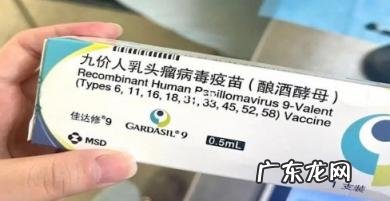 九价人乳头瘤病毒疫苗（酿酒酵母）
Recombinant Human Papillomavirus 9-Valent
(Types 6, 11, 16, 18, 31, 33, 45, 52, 58) Vaccine
佳达修®9
GARDASIL®9
0.5mL
MSD
支装
广东龙网